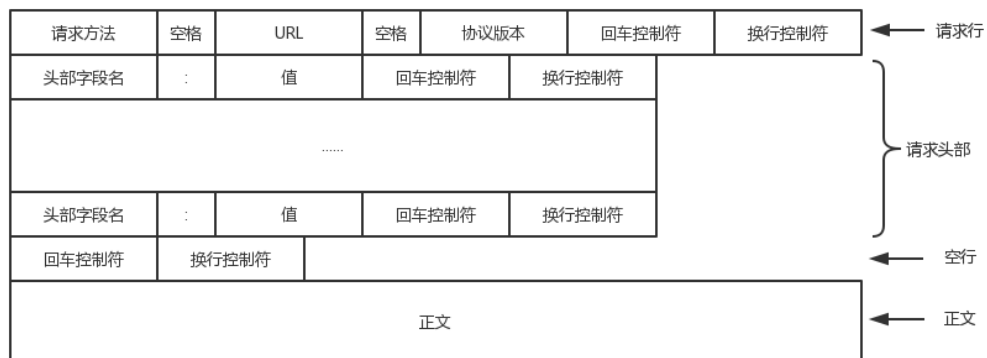 请求方法 空格 URL 空格 协议版本 回车控制符 换行控制符 请求行
头部字段名 : 值 回车控制符 换行控制符
...... 请求头部
头部字段名 : 值 回车控制符 换行控制符
回车控制符 换行控制符 空行
正文 正文